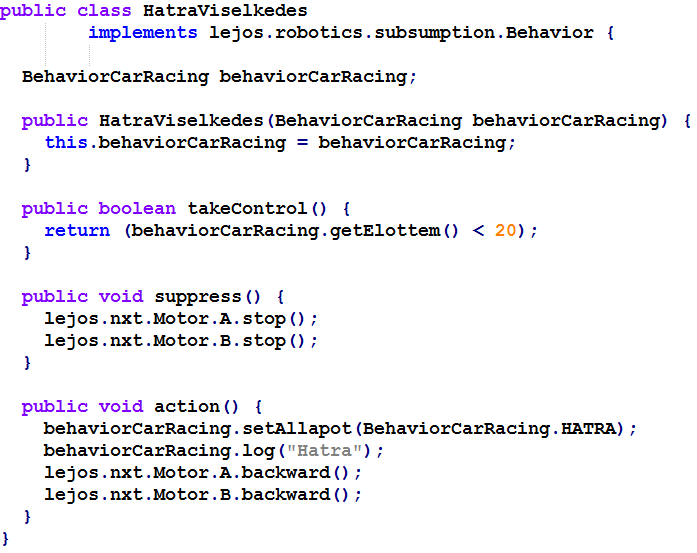 public class HatraViselkedes
        implements lejos.robotics.subsumption.Behavior {
  BehaviorCarRacing behaviorCarRacing;
  public HatraViselkedes(BehaviorCarRacing behaviorCarRacing) {
    this.behaviorCarRacing = behaviorCarRacing;
  }
  public boolean takeControl() {
    return (behaviorCarRacing.getElottem() < 20);
  }
  public void suppress() {
    lejos.nxt.Motor.A.stop();
    lejos.nxt.Motor.B.stop();
  }
  public void action() {
    behaviorCarRacing.setAllapot(BehaviorCarRacing.HATRA);
    behaviorCarRacing.log("Hatra");
    lejos.nxt.Motor.A.backward();
    lejos.nxt.Motor.B.backward();
  }
}